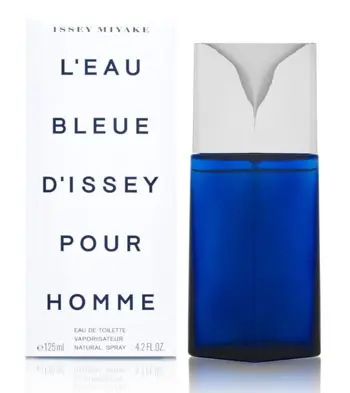 ISSEY MIYAKE
L'EAU
BLEUE
D'ISSEY
POUR
HOMME
EAU DE TOILETTE
VAPORISATEUR
℮125ml NATURAL SPRAY 4.2 FL.OZ.